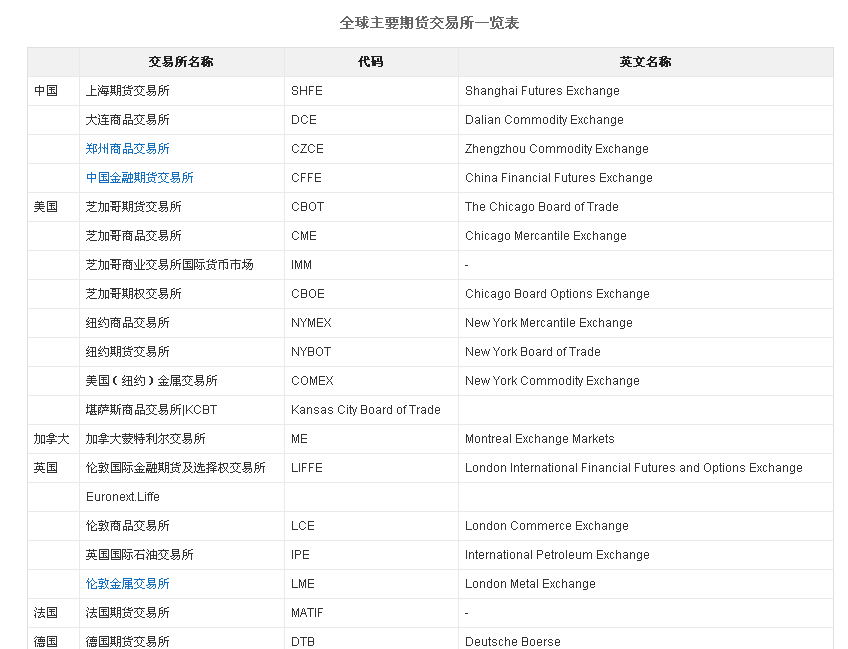 全球主要期货交易所一览表
交易所名称 代码 英文名称
中国 上海期货交易所 SHFE Shanghai Futures Exchange
大连商品交易所 DCE Dalian Commodity Exchange
郑州商品交易所 CZCE Zhengzhou Commodity Exchange
中国金融期货交易所 CFFE China Financial Futures Exchange
美国 芝加哥期货交易所 CBOT The Chicago Board of Trade
芝加哥商品交易所 CME Chicago Mercantile Exchange
芝加哥商业交易所国际货币市场 IMM -
芝加哥期权交易所 CBOE Chicago Board Options Exchange
纽约商品交易所 NYMEX New York Mercantile Exchange
纽约期货交易所 NYBOT New York Board of Trade
美国（纽约）金属交易所 COMEX New York Commodity Exchange
堪萨斯商品交易所|KCBT Kansas City Board of Trade
加拿大 加拿大蒙特利尔交易所 ME Montreal Exchange Markets
英国 伦敦国际金融期货及选择权交易所 LIFFE London International Financial Futures and Options Exchange
Euronext.Liffe
伦敦商品交易所 LCE London Commerce Exchange
英国国际石油交易所 IPE International Petroleum Exchange
伦敦金属交易所 LME London Metal Exchange
法国 法国期货交易所 MATIF -
德国 德国期货交易所 DTB Deutsche Boerse